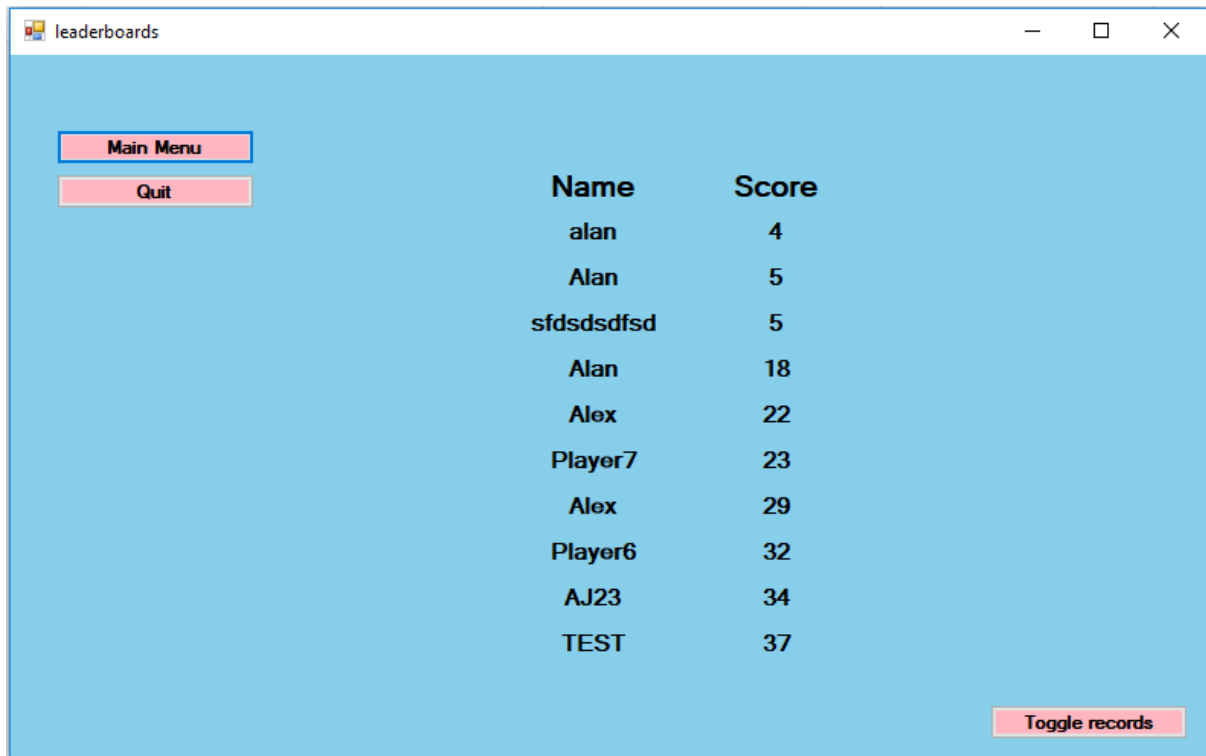 leaderboards
Main Menu
Quit
Name Score
alan 4
Alan 5
sfdsdsdfsd 5
Alan 18
Alex 22
Player7 23
Alex 29
Player6 32
AJ23 34
TEST 37
Toggle records